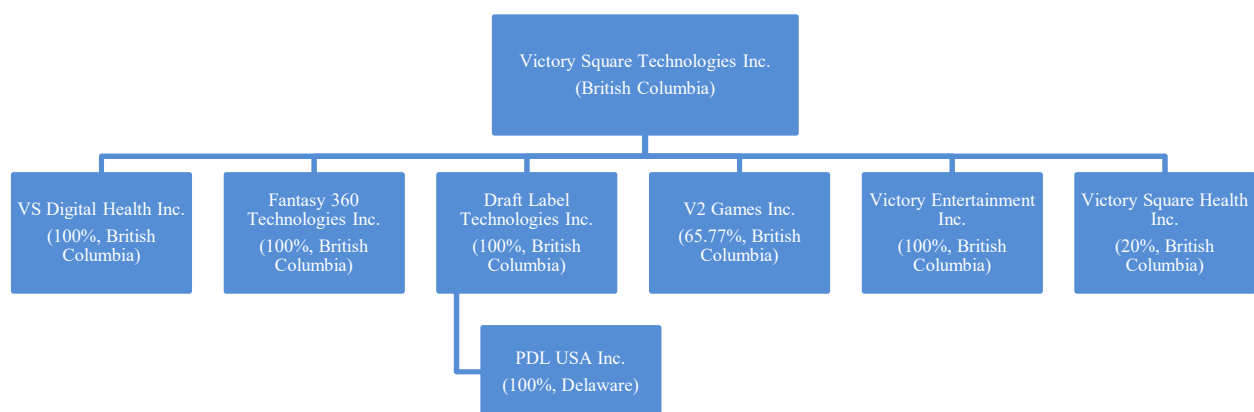 Victory Square Technologies Inc.
(British Columbia)
VS Digital Health Inc.
(100%, British
Columbia)
Fantasy 360
Technologies Inc.
(100%, British
Columbia)
Draft Label
Technologies Inc.
(100%, British
Columbia)
V2 Games Inc.
(65.77%, British
Columbia)
Victory Entertainment
Inc.
(100%, British
Columbia)
Victory Square Health
Inc.
(20%, British
Columbia)
PDL USA Inc.
(100%, Delaware)